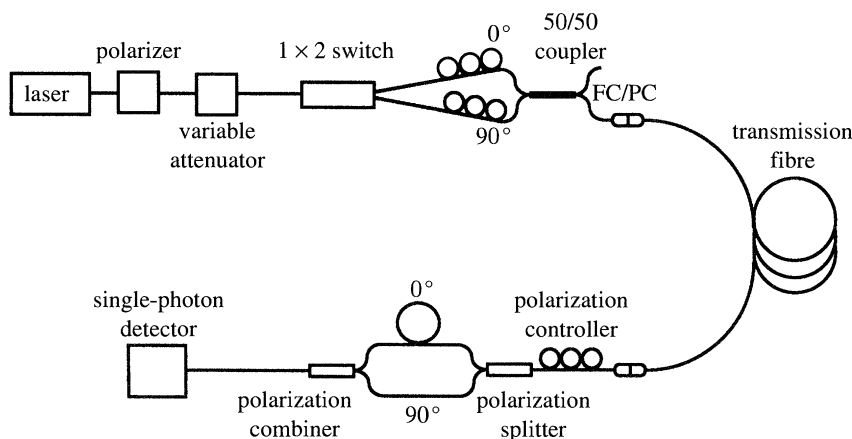 laser
polarizer
variable
attenuator
1 × 2 switch
0°
90°
50/50
coupler
FC/PC
transmission
fibre
single-photon
detector
polarization
combiner
0°
90°
polarization
splitter
polarization
controller